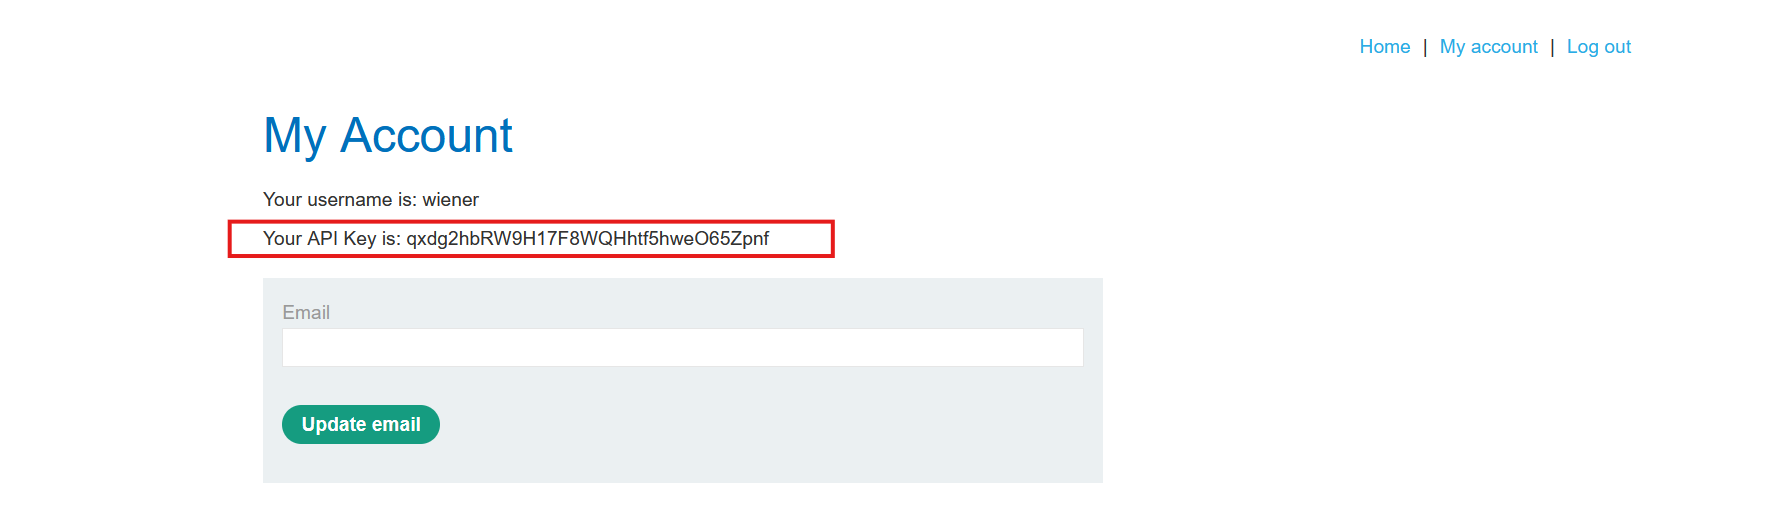 Home | My account | Log out
My Account
Your username is: wiener
Your API Key is: qxdg2hbRW9H17F8WQHhtf5hweO65Zpnf
Email
Update email